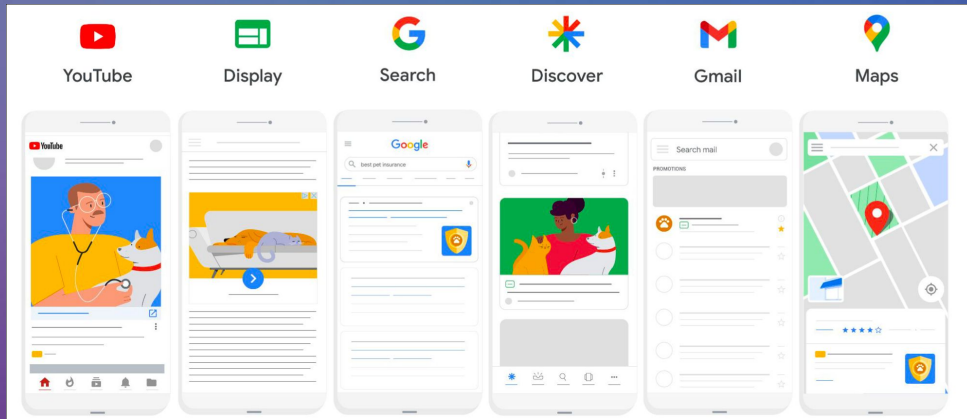 YouTube
Display
Search
Discover
Gmail
Maps
YouTube
Google
best pet insurance
Search mail
PROMOTIONS